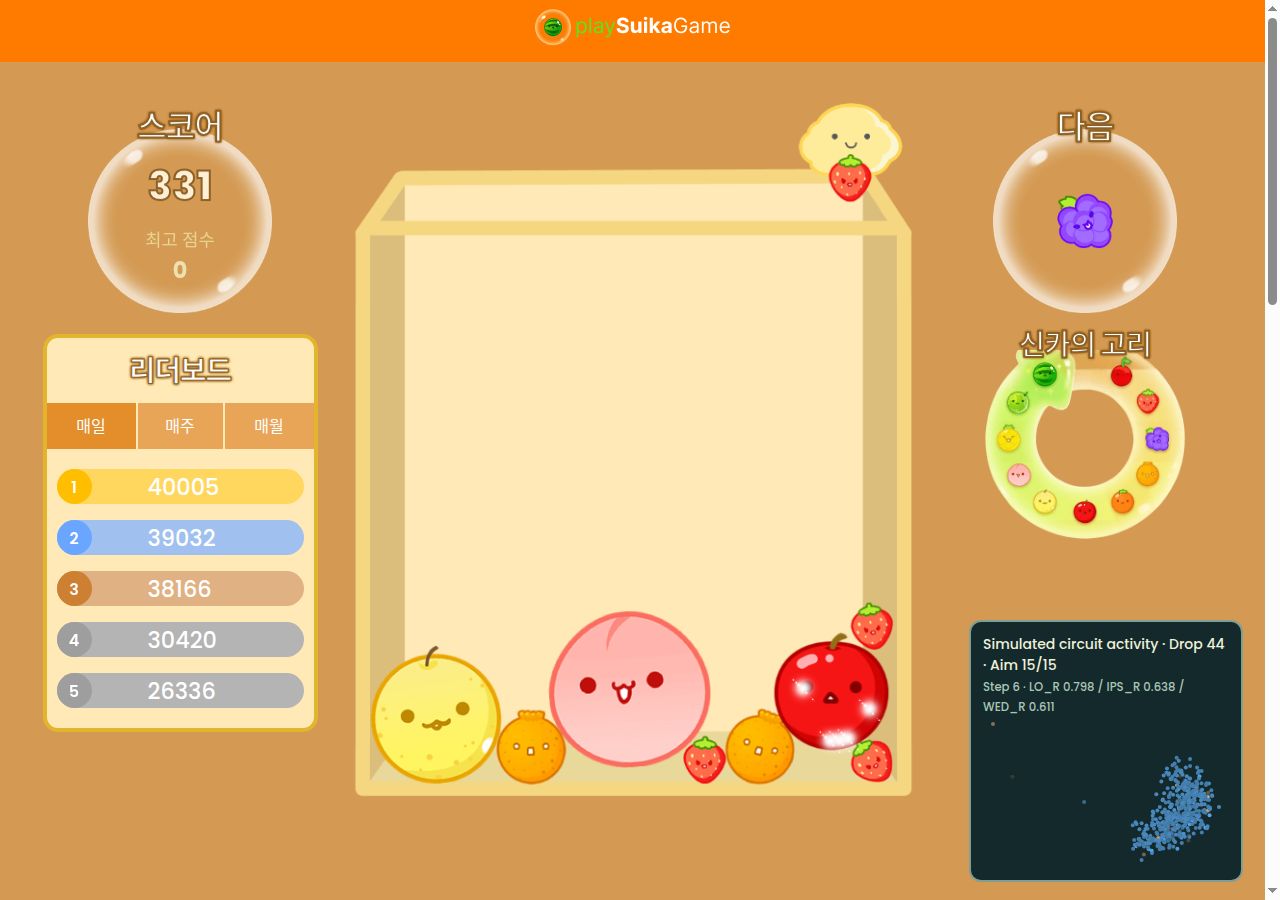 playSuikaGame
스코어
331
최고 점수
0
리더보드
매일 매주 매월
1 40005
2 39032
3 38166
4 30420
5 26336
다음
신카의 고리
Simulated circuit activity · Drop 44
· Aim 15/15
Step 6 · LO_R 0.798 / IPS_R 0.638 /
WED_R 0.611